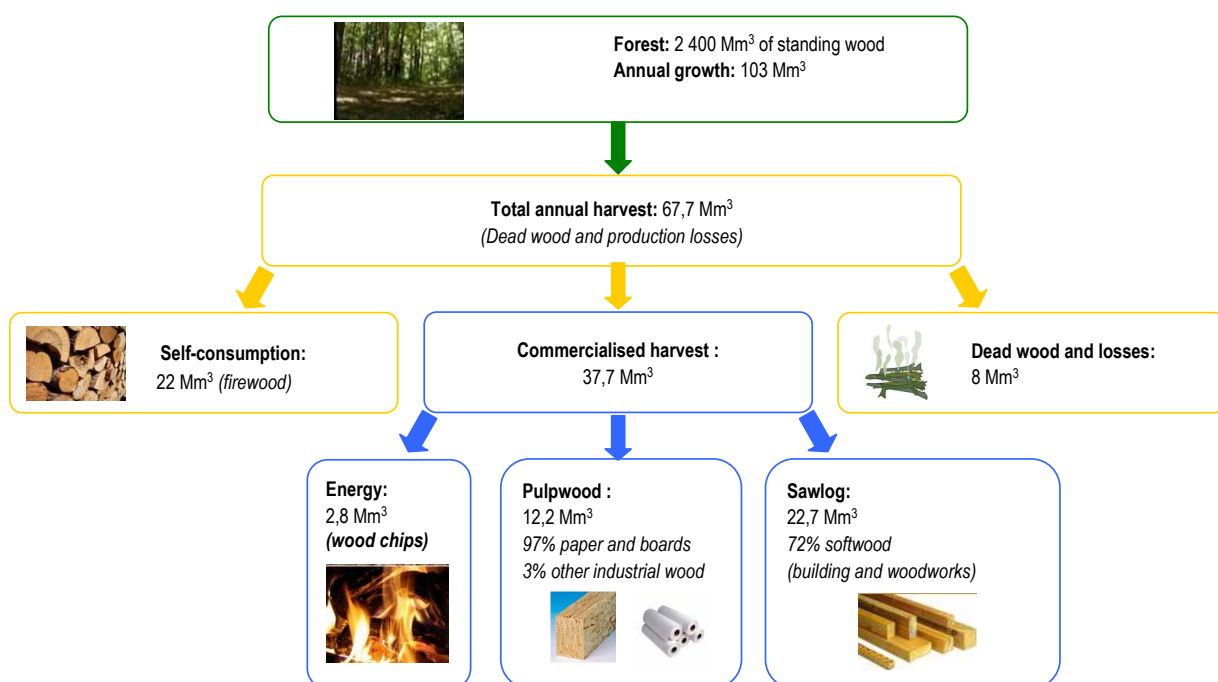 Forest: 2 400 Mm³ of standing wood
Annual growth: 103 Mm³
Total annual harvest: 67,7 Mm³
(Dead wood and production losses)
Self-consumption:
22 Mm³ (firewood)
Commercialised harvest :
37,7 Mm³
Dead wood and losses:
8 Mm³
Energy:
2,8 Mm³
(wood chips)
Pulpwood :
12,2 Mm³
97% paper and boards
3% other industrial wood
Sawlog:
22,7 Mm³
72% softwood
(building and woodworks)